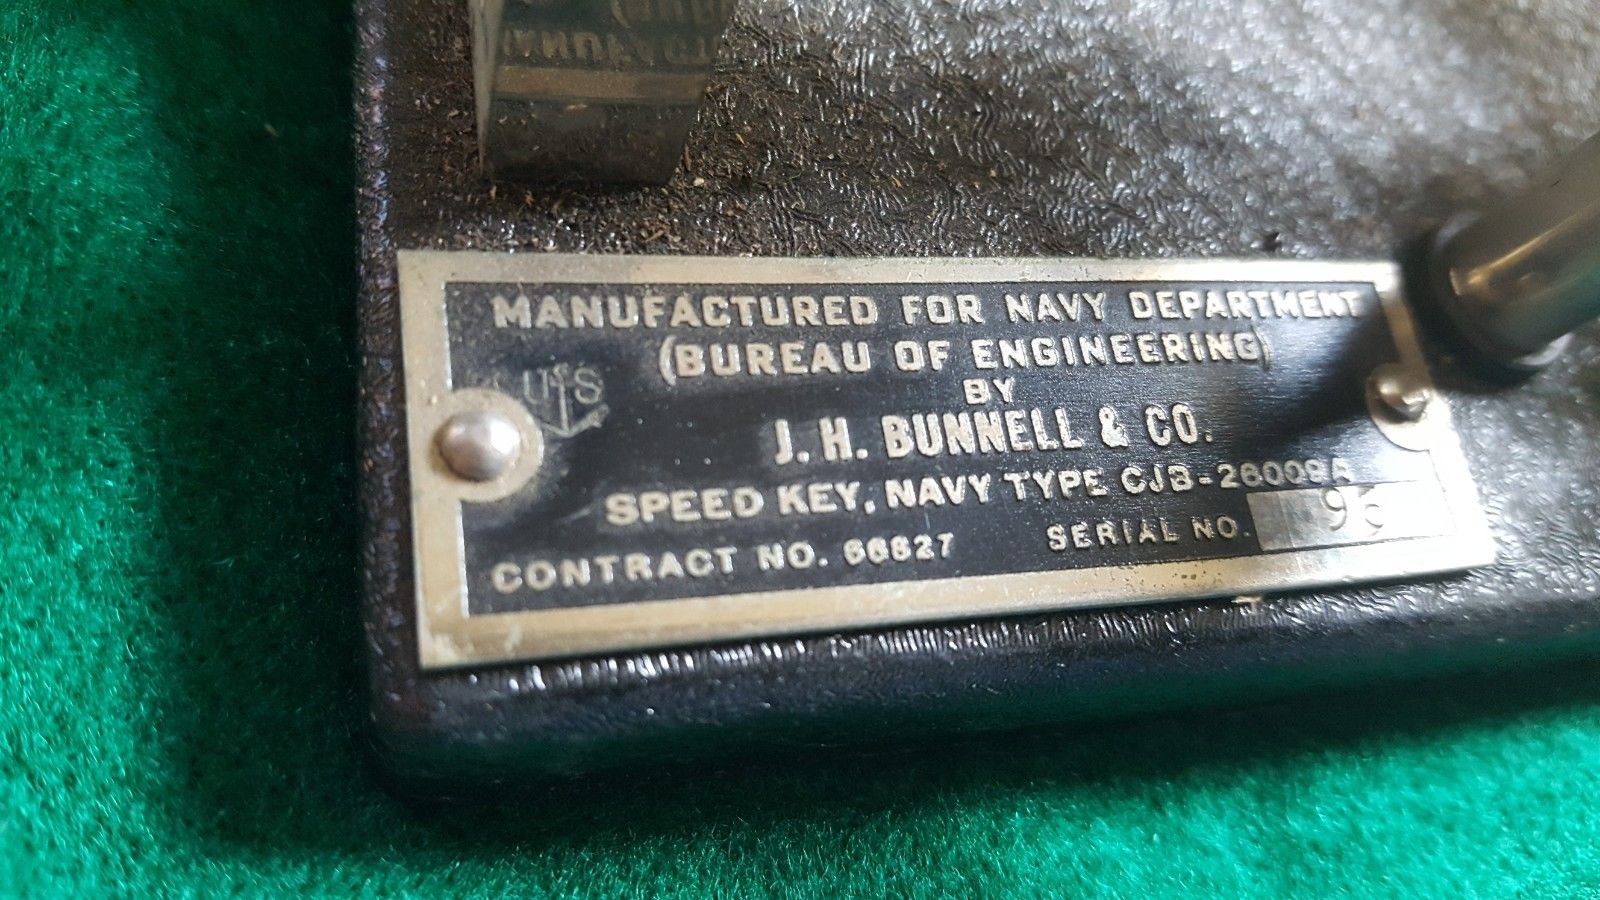 MANUFACTURED FOR NAVY DEPARTMENT
(BUREAU OF ENGINEERING)
BY
J. H. BUNNELL & CO.
U S
SPEED KEY, NAVY TYPE CJB-26009A
CONTRACT NO. 66627 SERIAL NO.